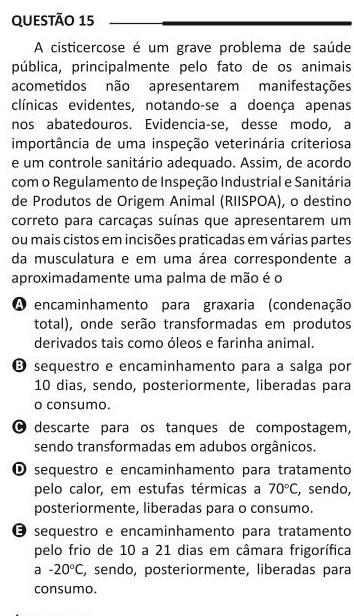 QUESTÃO 15
A cisticercose é um grave problema de saúde
pública, principalmente pelo fato de os animais
acometidos não apresentarem manifestações
clínicas evidentes, notando-se a doença apenas
nos abatedouros. Evidencia-se, desse modo, a
importância de uma inspeção veterinária criteriosa
e um controle sanitário adequado. Assim, de acordo
com o Regulamento de Inspeção Industrial e Sanitária
de Produtos de Origem Animal (RIISPOA), o destino
correto para carcaças suínas que apresentarem um
ou mais cistos em incisões praticadas em várias partes
da musculatura e em uma área correspondente a
aproximadamente uma palma de mão é o
A encaminhamento para graxaria (condenação
total), onde serão transformadas em produtos
derivados tais como óleos e farinha animal.
B sequestro e encaminhamento para a salga por
10 dias, sendo, posteriormente, liberadas para
o consumo.
C descarte para os tanques de compostagem,
sendo transformadas em adubos orgânicos.
D sequestro e encaminhamento para tratamento
pelo calor, em estufas térmicas a 70ºC, sendo,
posteriormente, liberadas para o consumo.
E sequestro e encaminhamento para tratamento
pelo frio de 10 a 21 dias em câmara frigorífica
a -20ºC, sendo, posteriormente, liberadas para
consumo.